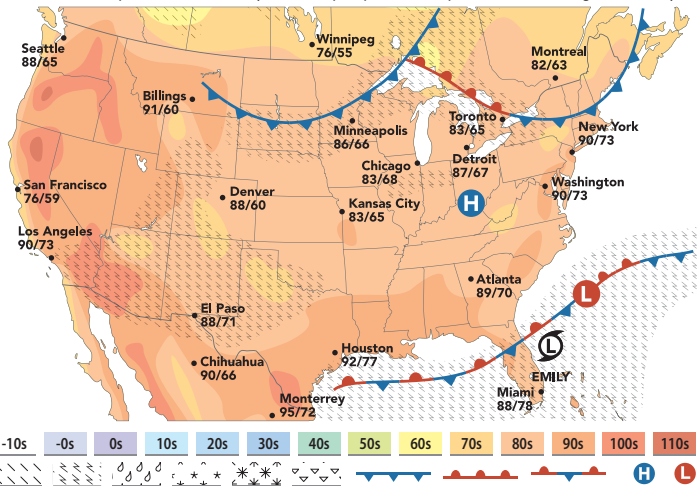 Seattle
88/65
Winnipeg
76/55
Montreal
82/63
Billings
91/60
Minneapolis
86/66
Toronto
83/65
New York
90/73
Chicago
83/68
Detroit
87/67
San Francisco
76/59
Denver
88/60
Kansas City
83/65
H
Washington
90/73
Los Angeles
90/73
Atlanta
89/70
L
El Paso
88/71
Houston
92/77
L
EMILY
Chihuahua
90/66
Miami
88/78
Monterrey
95/72
-10s -0s 0s 10s 20s 30s 40s 50s 60s 70s 80s 90s 100s 110s
H L